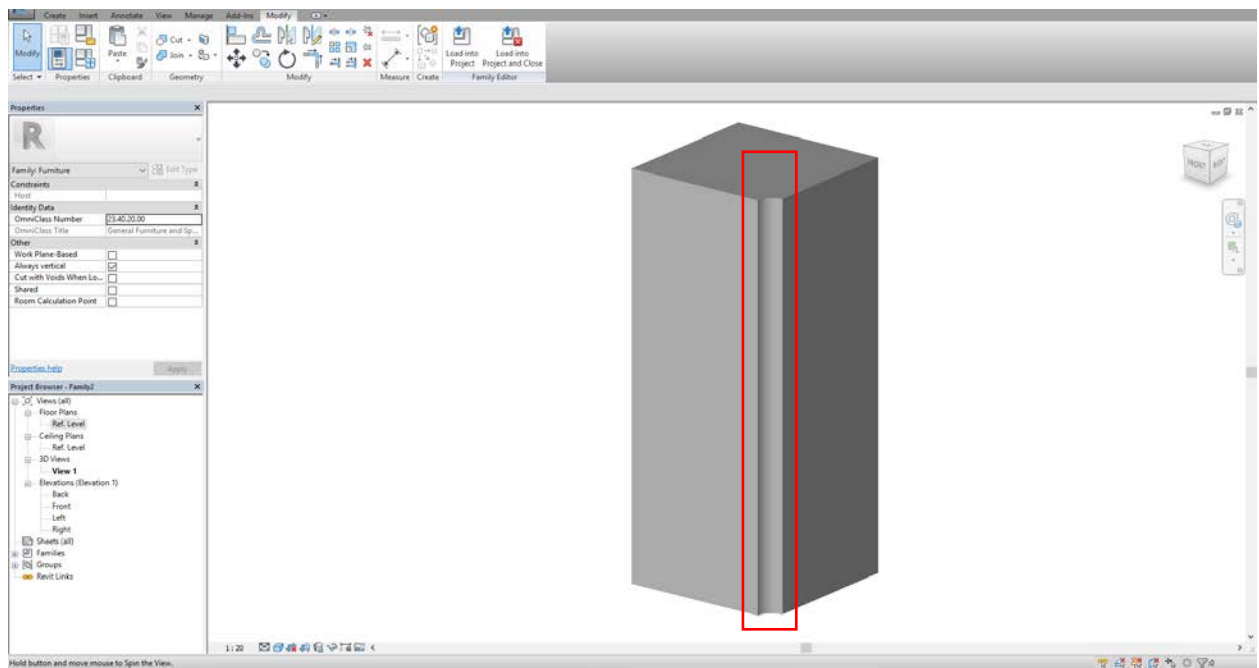 Create Insert Annotate View Manage Add-Ins Modify
Modify
Paste
Cut
Join
Load into Project
Load into Project and Close
Select Properties Clipboard Geometry Modify Measure Create Family Editor
Properties
R
Family: Furniture Edit Type
Constraints
Host
Identity Data
OmniClass Number 23.40.20.00
OmniClass Title General Furniture and Sp...
Other
Work Plane-Based
Always vertical
Cut with Voids When Lo...
Shared
Room Calculation Point
Properties help Apply
Project Browser - Family2
Views (all)
Floor Plans
Ref. Level
Ceiling Plans
Ref. Level
3D Views
View 1
Elevations (Elevation 1)
Back
Front
Left
Right
Sheets (all)
Families
Groups
Revit Links
FRONT RIGHT
1 : 20
Hold button and move mouse to Spin the View.
:0